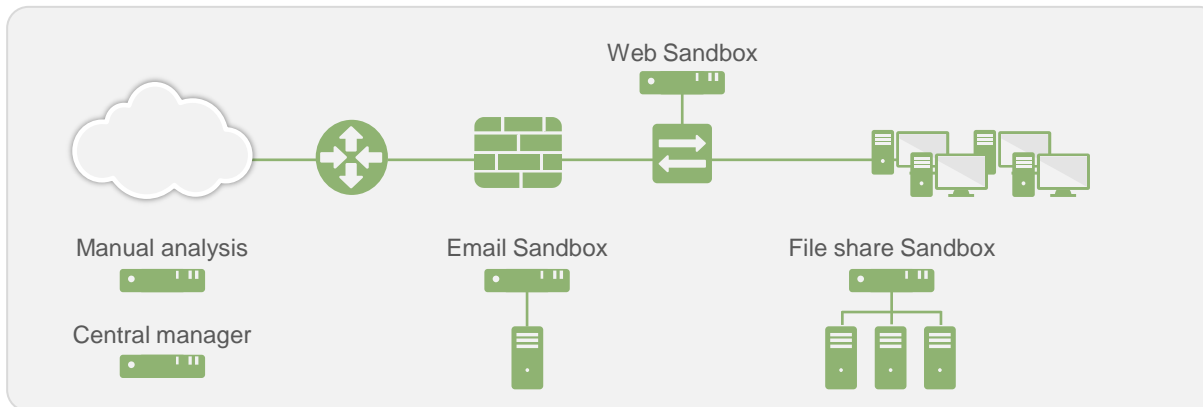 Web Sandbox
Manual analysis
Email Sandbox
File share Sandbox
Central manager